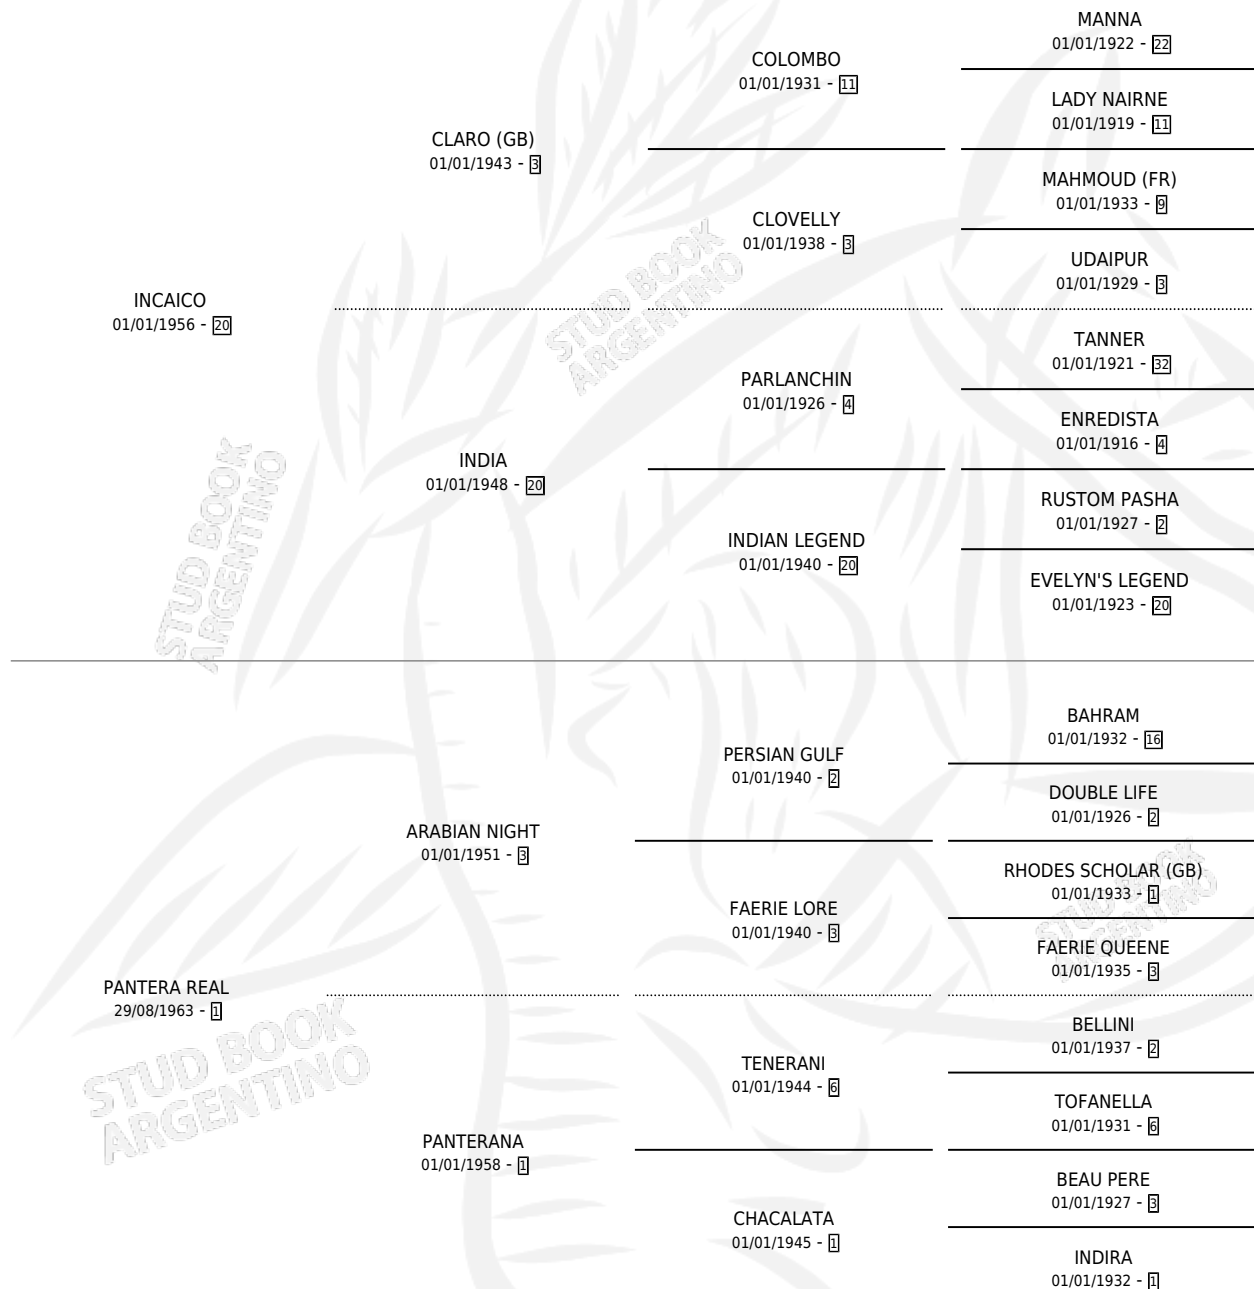 MANNA
01/01/1922 - 22
COLOMBO
01/01/1931 - 11
LADY NAIRNE
01/01/1919 - 11
CLARO (GB)
01/01/1943 - 3
MAHMOUD (FR)
01/01/1933 - 9
CLOVELLY
01/01/1938 - 3
UDAIPUR
01/01/1929 - 3
INCAICO
01/01/1956 - 20
TANNER
01/01/1921 - 32
PARLANCHIN
01/01/1926 - 4
ENREDISTA
01/01/1916 - 4
INDIA
01/01/1948 - 20
RUSTOM PASHA
01/01/1927 - 2
INDIAN LEGEND
01/01/1940 - 20
EVELYN'S LEGEND
01/01/1923 - 20
BAHRAM
01/01/1932 - 16
PERSIAN GULF
01/01/1940 - 2
DOUBLE LIFE
01/01/1926 - 2
ARABIAN NIGHT
01/01/1951 - 3
RHODES SCHOLAR (GB)
01/01/1933 - 1
FAERIE LORE
01/01/1940 - 3
FAERIE QUEENE
01/01/1935 - 3
PANTERA REAL
29/08/1963 - 1
BELLINI
01/01/1937 - 2
TENERANI
01/01/1944 - 6
TOFANELLA
01/01/1931 - 6
PANTERANA
01/01/1958 - 1
BEAU PERE
01/01/1927 - 3
CHACALATA
01/01/1945 - 1
INDIRA
01/01/1932 - 1
STUD BOOK
ARGENTINO
STUD BOOK
ARGENTINO
STUD BOOK
ARGENTINO
STUD BOOK
ARGENTINO